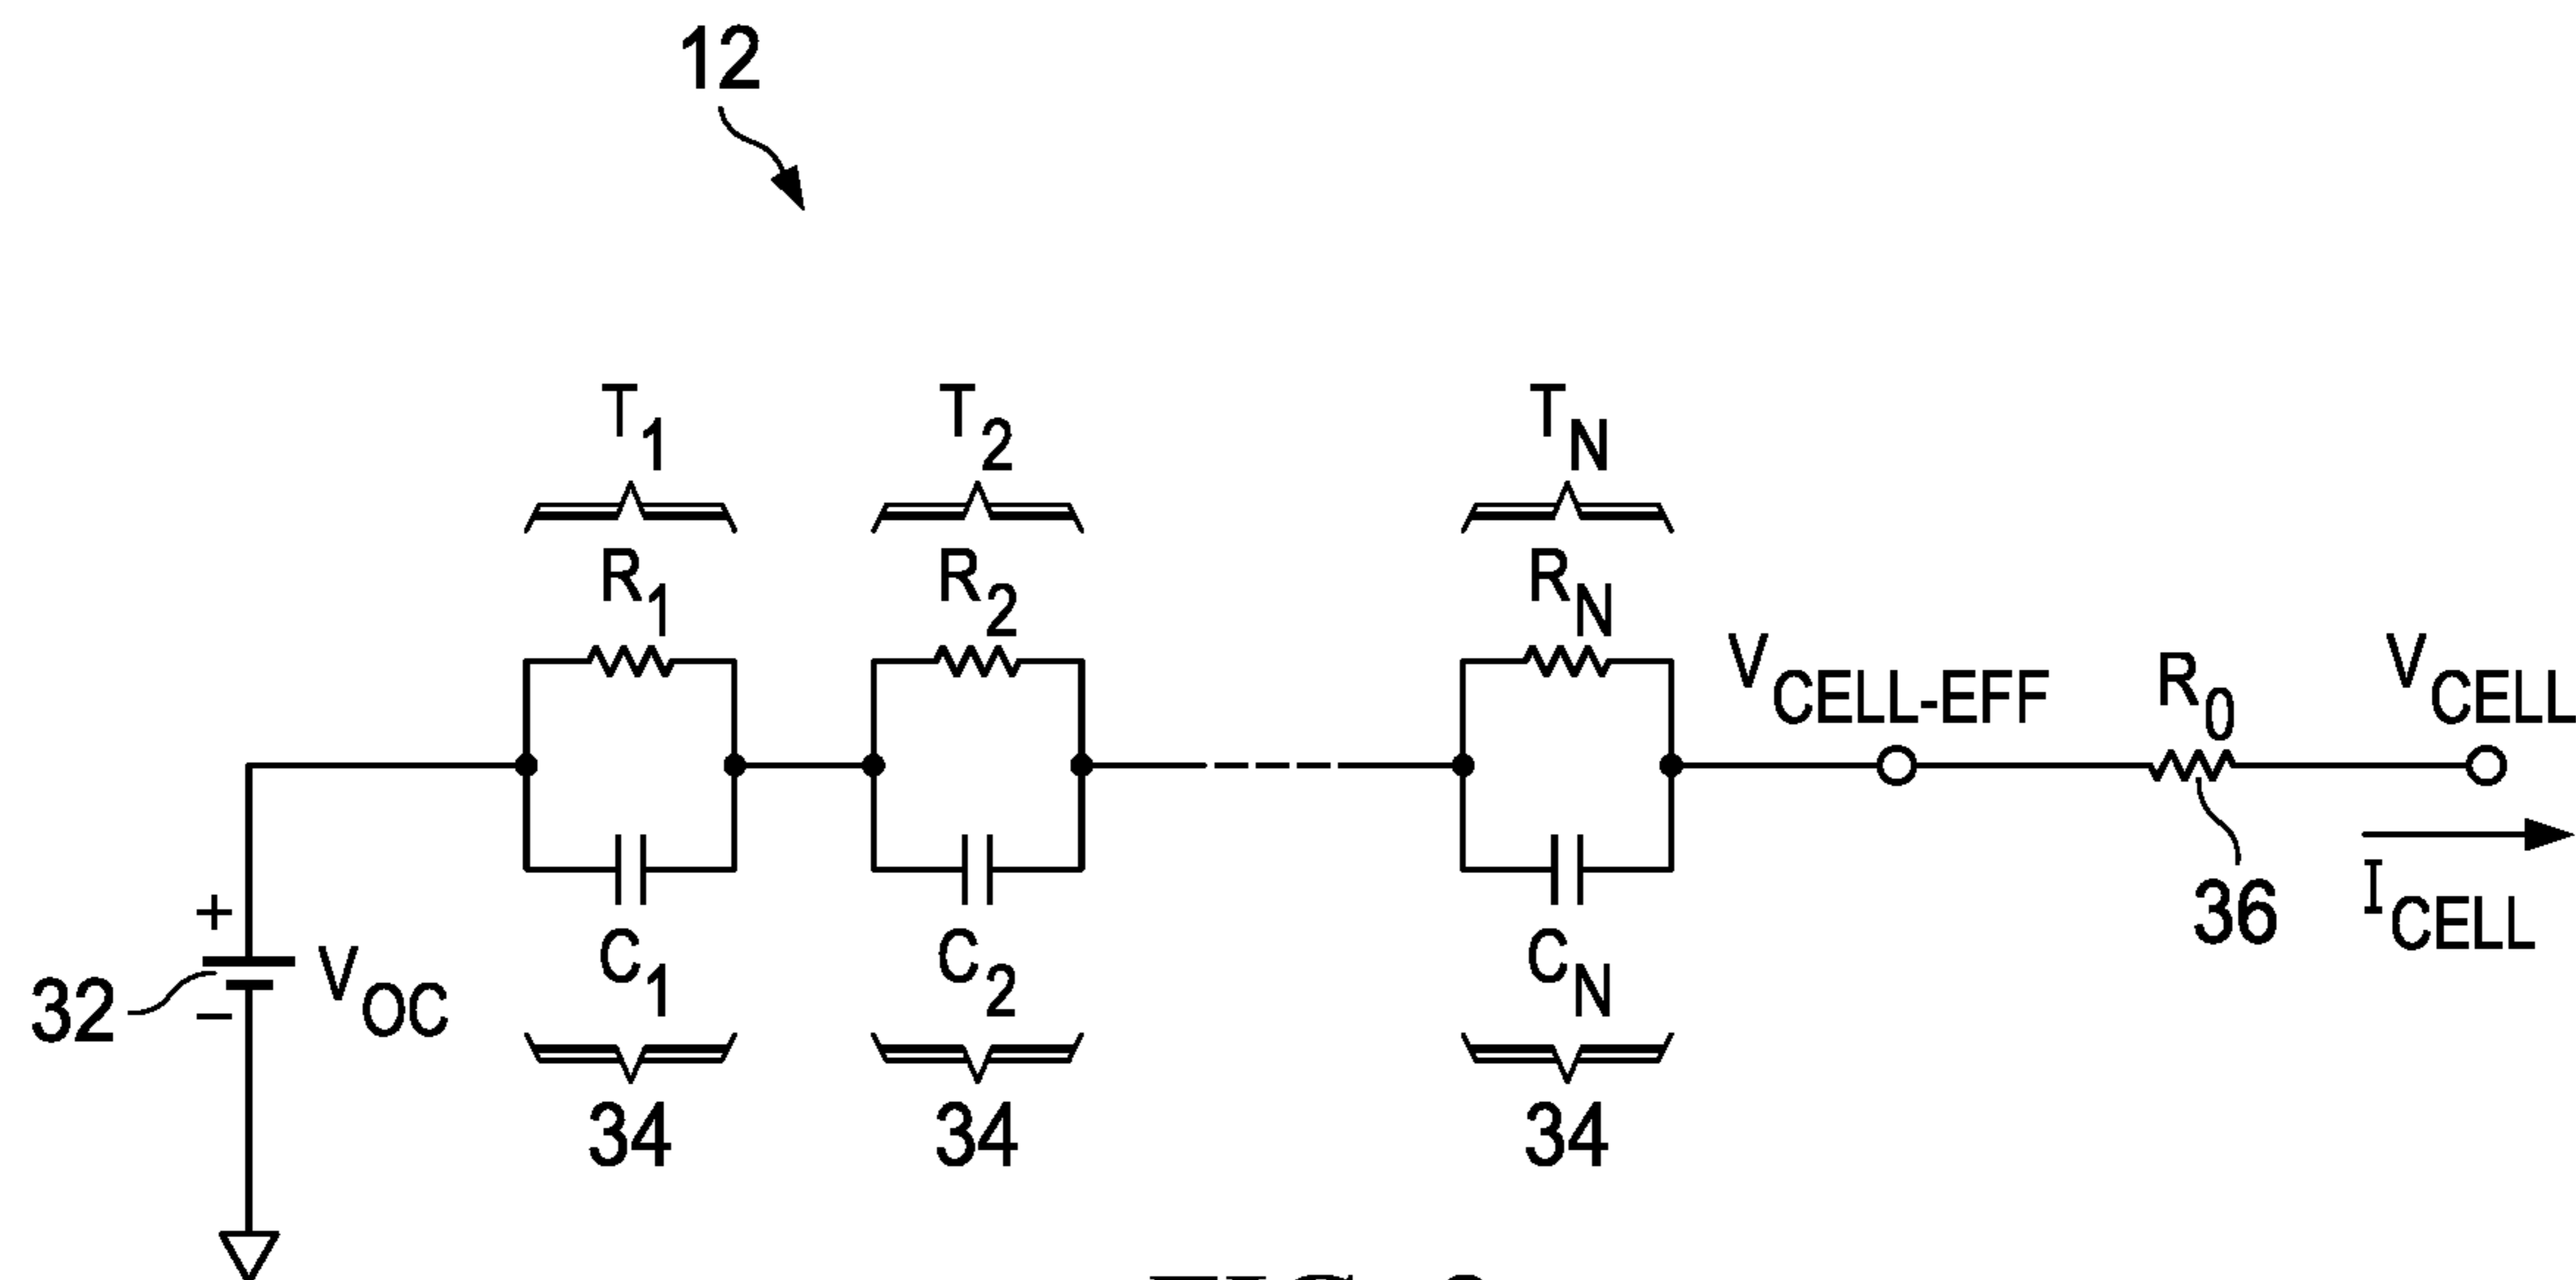 12
T1 T2 TN
R1 R2 RN
VCELL-EFF R0 VCELL
+
32 − VOC
C1 C2 CN
36 ICELL
34 34 34